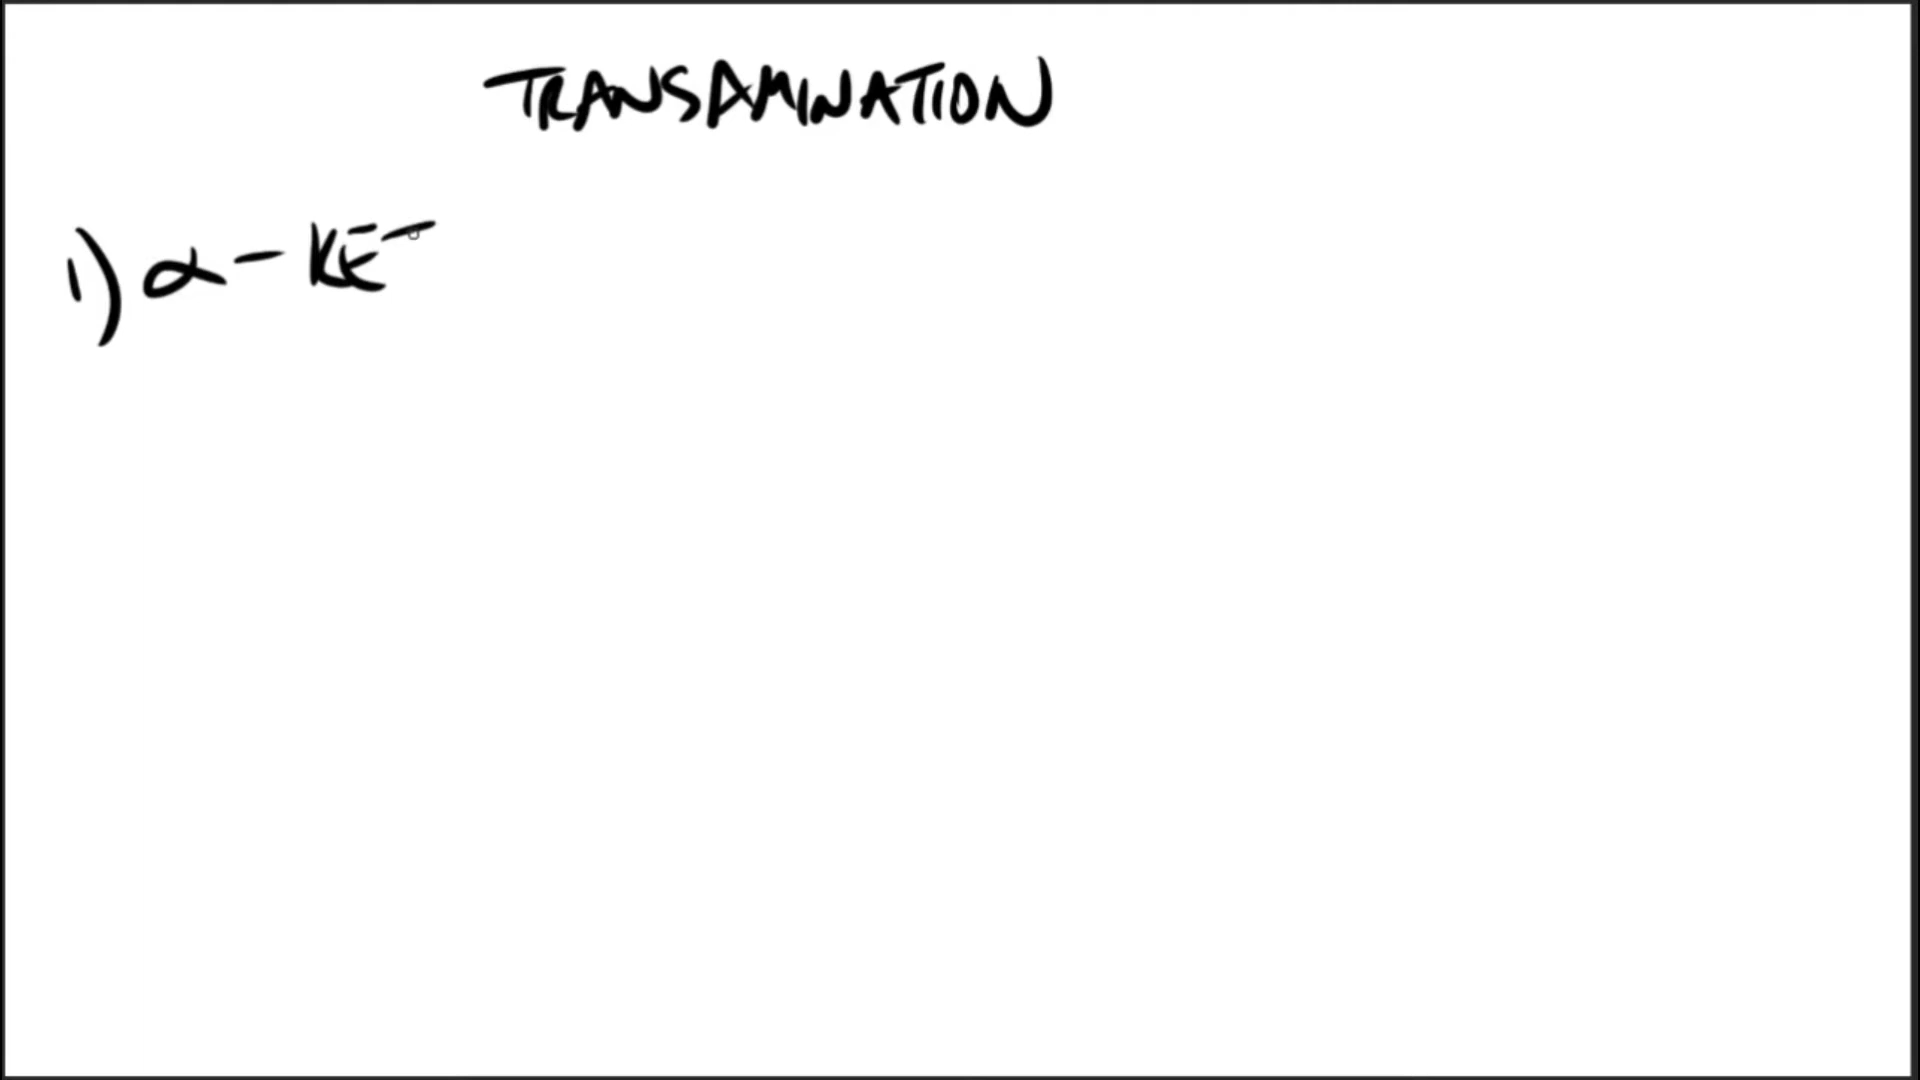 TRANSAMINATION
1) α - KE